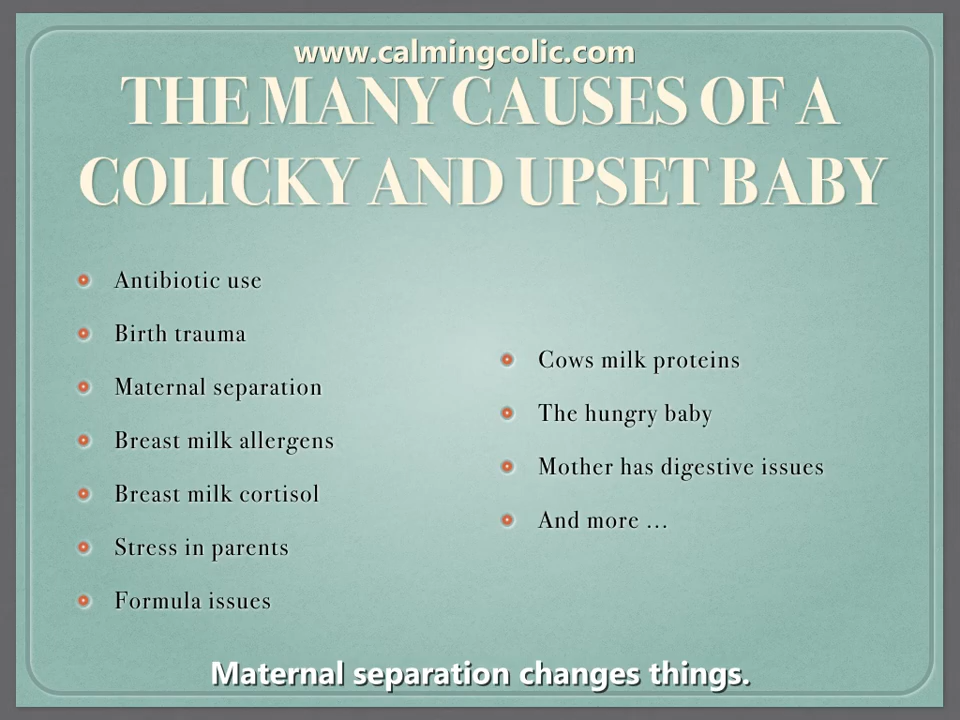 www.calmingcolic.com
THE MANY CAUSES OF A
COLICKY AND UPSET BABY
Antibiotic use
Birth trauma
Maternal separation
Breast milk allergens
Breast milk cortisol
Stress in parents
Formula issues
Cows milk proteins
The hungry baby
Mother has digestive issues
And more ...
Maternal separation changes things.